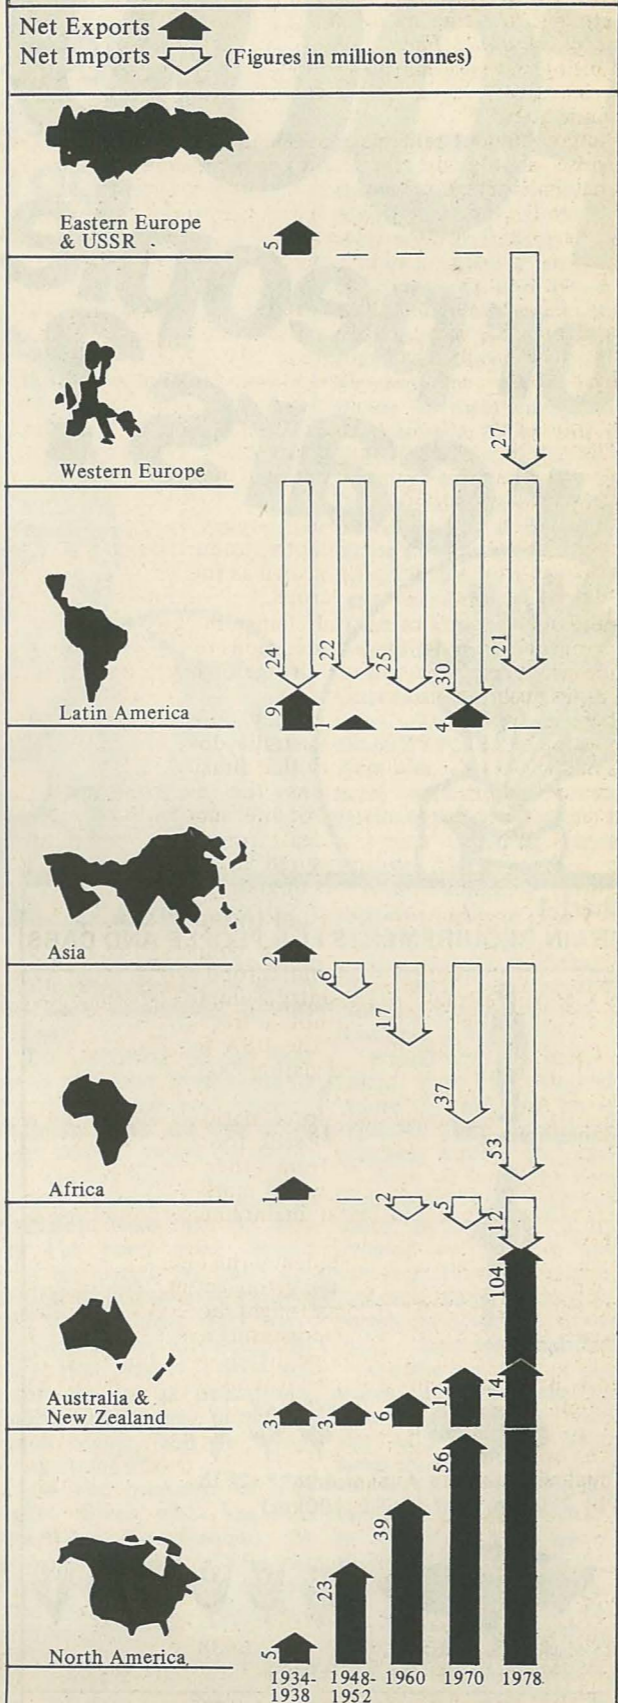 Net Exports
Net Imports (Figures in million tonnes)
Eastern Europe
& USSR
5
— — —
27
Western Europe
24 22 25 30 21
Latin America
9 1 — 4 —
Asia
2
6 17 37 53
Africa
1 —
2 5 12
Australia &
New Zealand
3 3 6 12 14
North America
5 23 39 56 104
1934- 1948- 1960 1970 1978
1938 1952